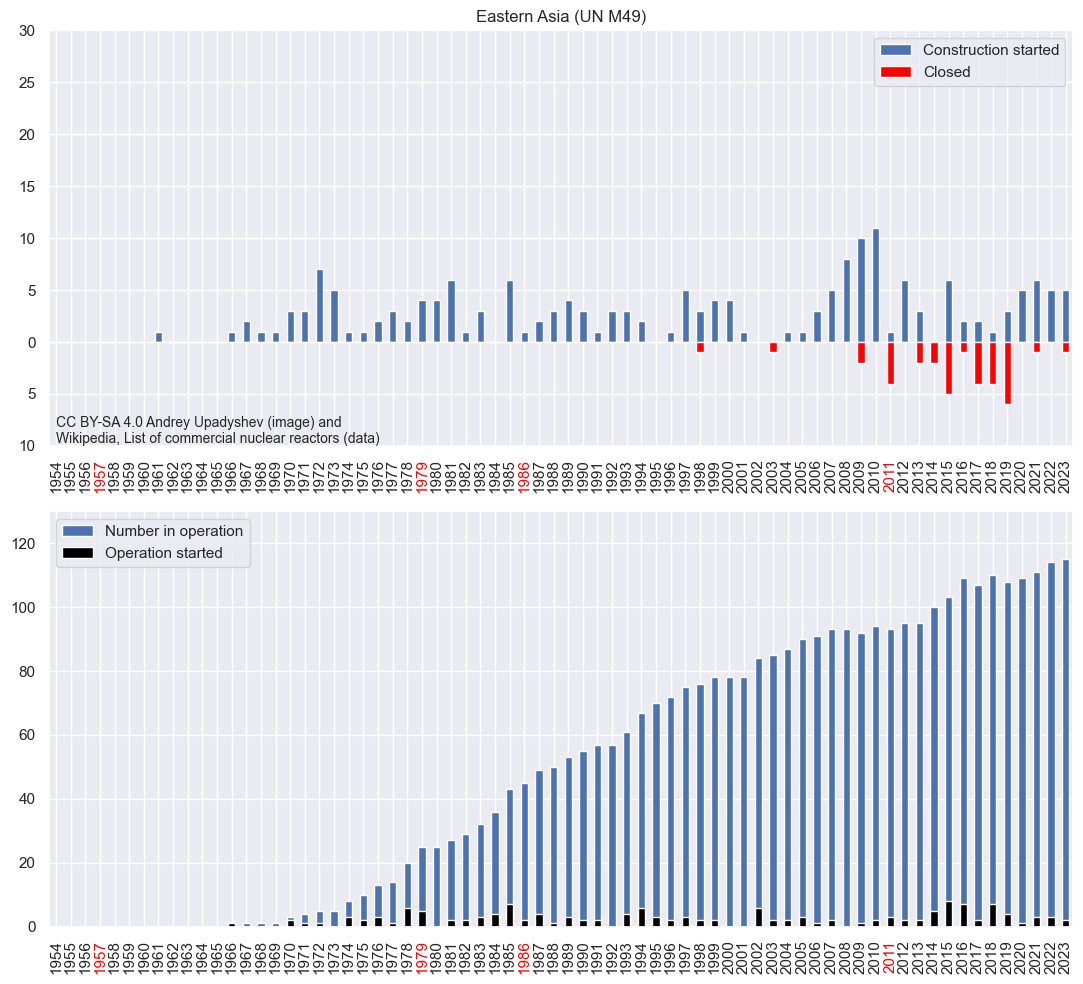 Eastern Asia (UN M49)
30
25
20
15
10
5
0
5
10
Construction started
Closed
CC BY-SA 4.0 Andrey Upadyshev (image) and
Wikipedia, List of commercial nuclear reactors (data)
1954 1955 1956 1957 1958 1959 1960 1961 1962 1963 1964 1965 1966 1967 1968 1969 1970 1971 1972 1973 1974 1975 1976 1977 1978 1979 1980 1981 1982 1983 1984 1985 1986 1987 1988 1989 1990 1991 1992 1993 1994 1995 1996 1997 1998 1999 2000 2001 2002 2003 2004 2005 2006 2007 2008 2009 2010 2011 2012 2013 2014 2015 2016 2017 2018 2019 2020 2021 2022 2023
Number in operation
Operation started
120
100
80
60
40
20
0
1954 1955 1956 1957 1958 1959 1960 1961 1962 1963 1964 1965 1966 1967 1968 1969 1970 1971 1972 1973 1974 1975 1976 1977 1978 1979 1980 1981 1982 1983 1984 1985 1986 1987 1988 1989 1990 1991 1992 1993 1994 1995 1996 1997 1998 1999 2000 2001 2002 2003 2004 2005 2006 2007 2008 2009 2010 2011 2012 2013 2014 2015 2016 2017 2018 2019 2020 2021 2022 2023